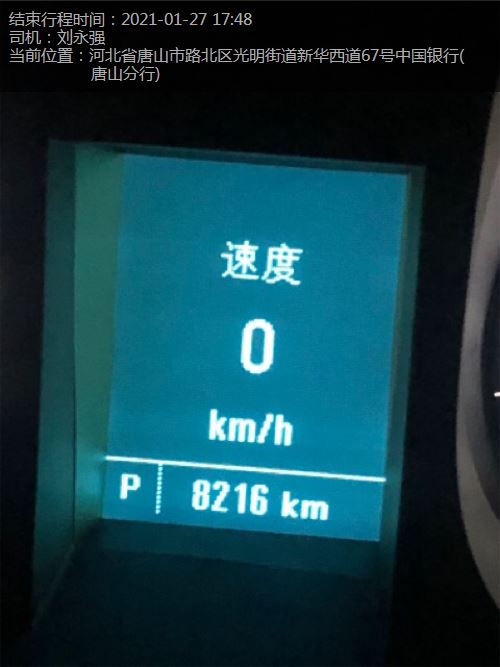 结束行程时间：2021-01-27 17:48
司机：刘永强
当前位置：河北省唐山市路北区光明街道新华西道67号中国银行(
唐山分行)
速度
0
km/h
P 8216 km